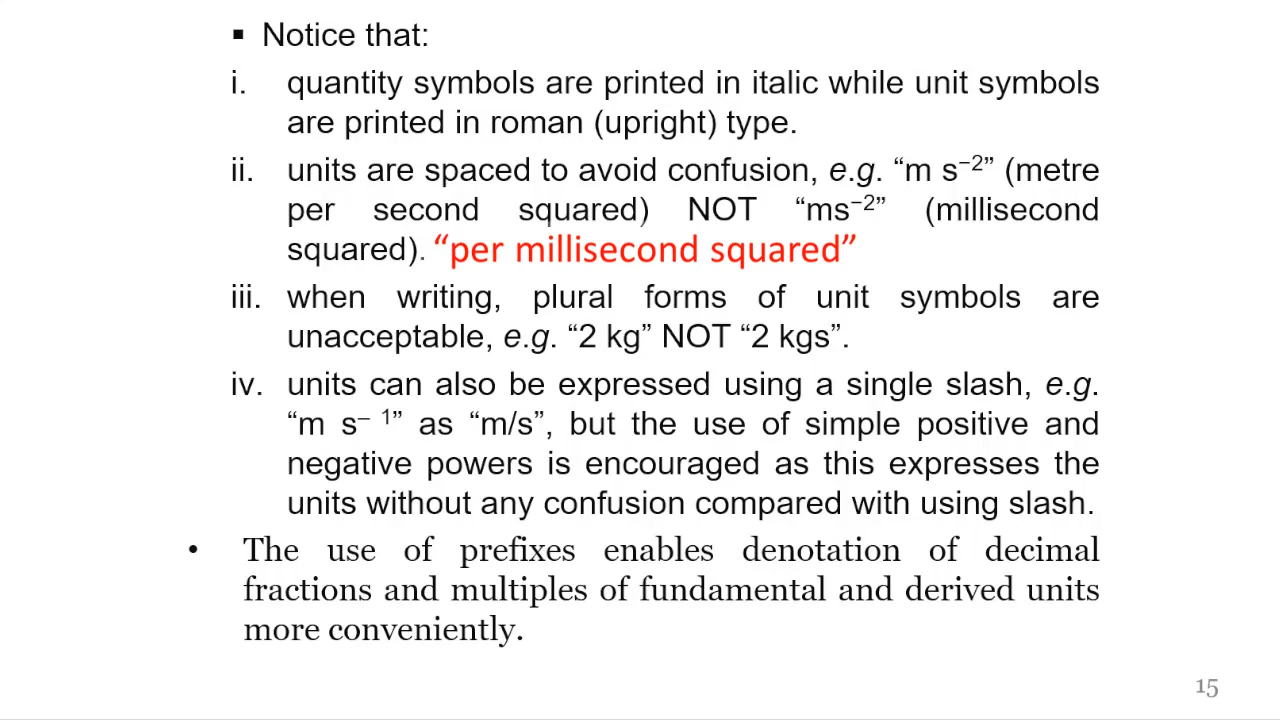 ▪ Notice that:
i. quantity symbols are printed in italic while unit symbols
are printed in roman (upright) type.
ii. units are spaced to avoid confusion, e.g. “m s⁻²” (metre
per second squared) NOT “ms⁻²” (millisecond
squared). “per millisecond squared”
iii. when writing, plural forms of unit symbols are
unacceptable, e.g. “2 kg” NOT “2 kgs”.
iv. units can also be expressed using a single slash, e.g.
“m s⁻ ¹” as “m/s”, but the use of simple positive and
negative powers is encouraged as this expresses the
units without any confusion compared with using slash.
• The use of prefixes enables denotation of decimal
fractions and multiples of fundamental and derived units
more conveniently.
15